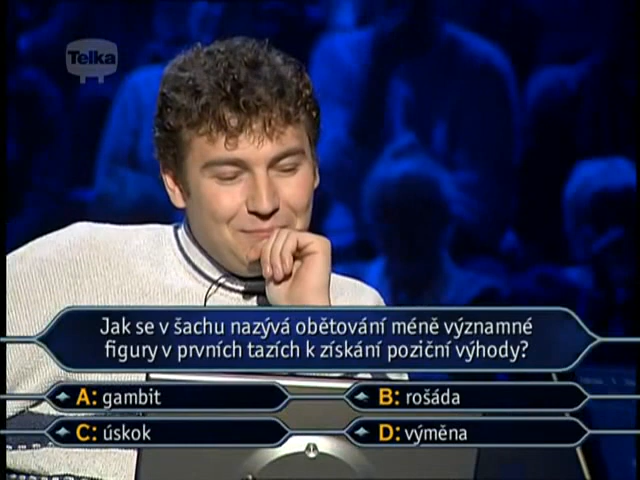 Telka
Jak se v šachu nazývá obětování méně významné
figury v prvních tazích k získání poziční výhody?
A: gambit
B: rošáda
C: úskok
D: výměna